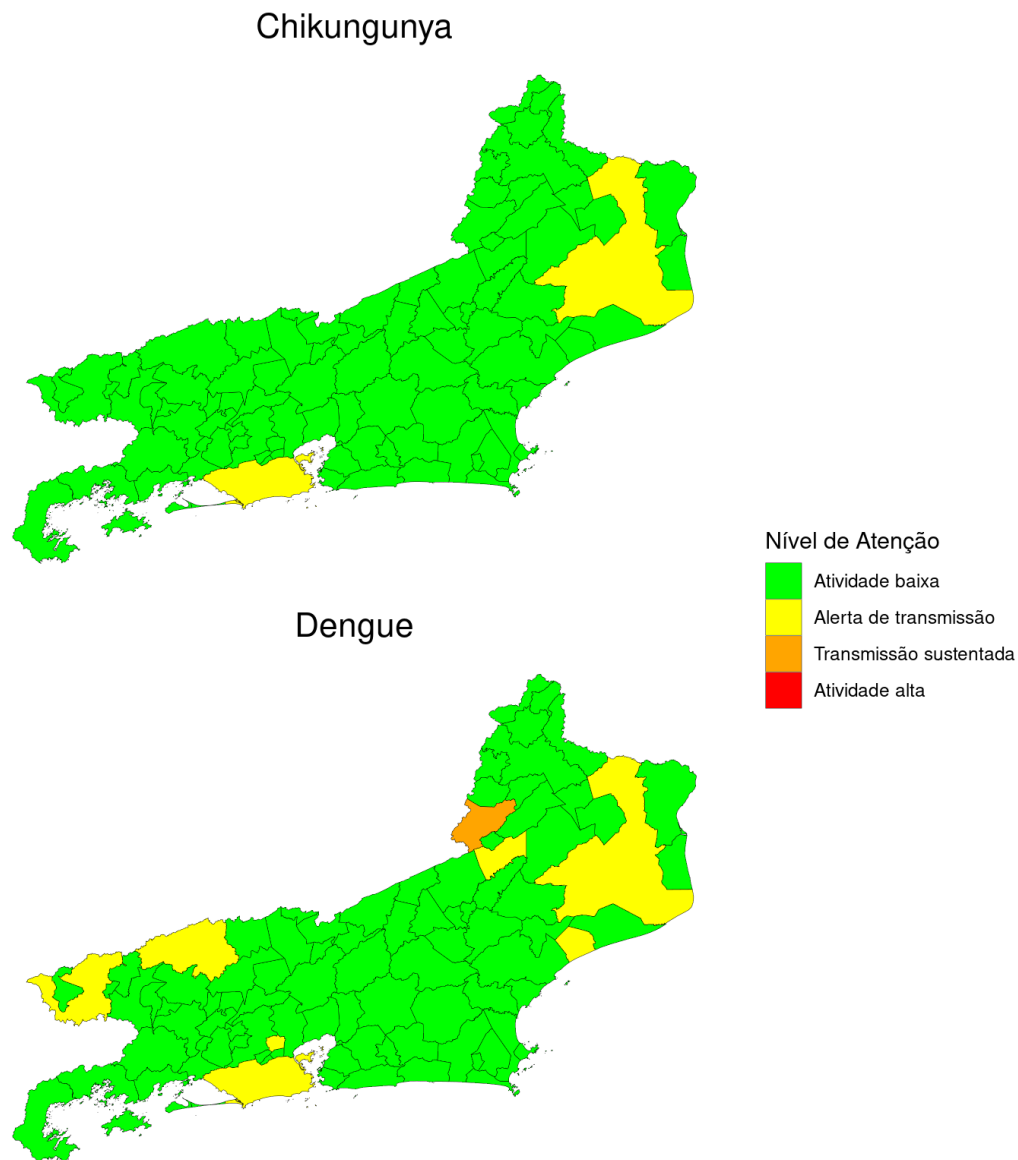 Chikungunya
Nível de Atenção
Atividade baixa
Alerta de transmissão
Transmissão sustentada
Atividade alta
Dengue